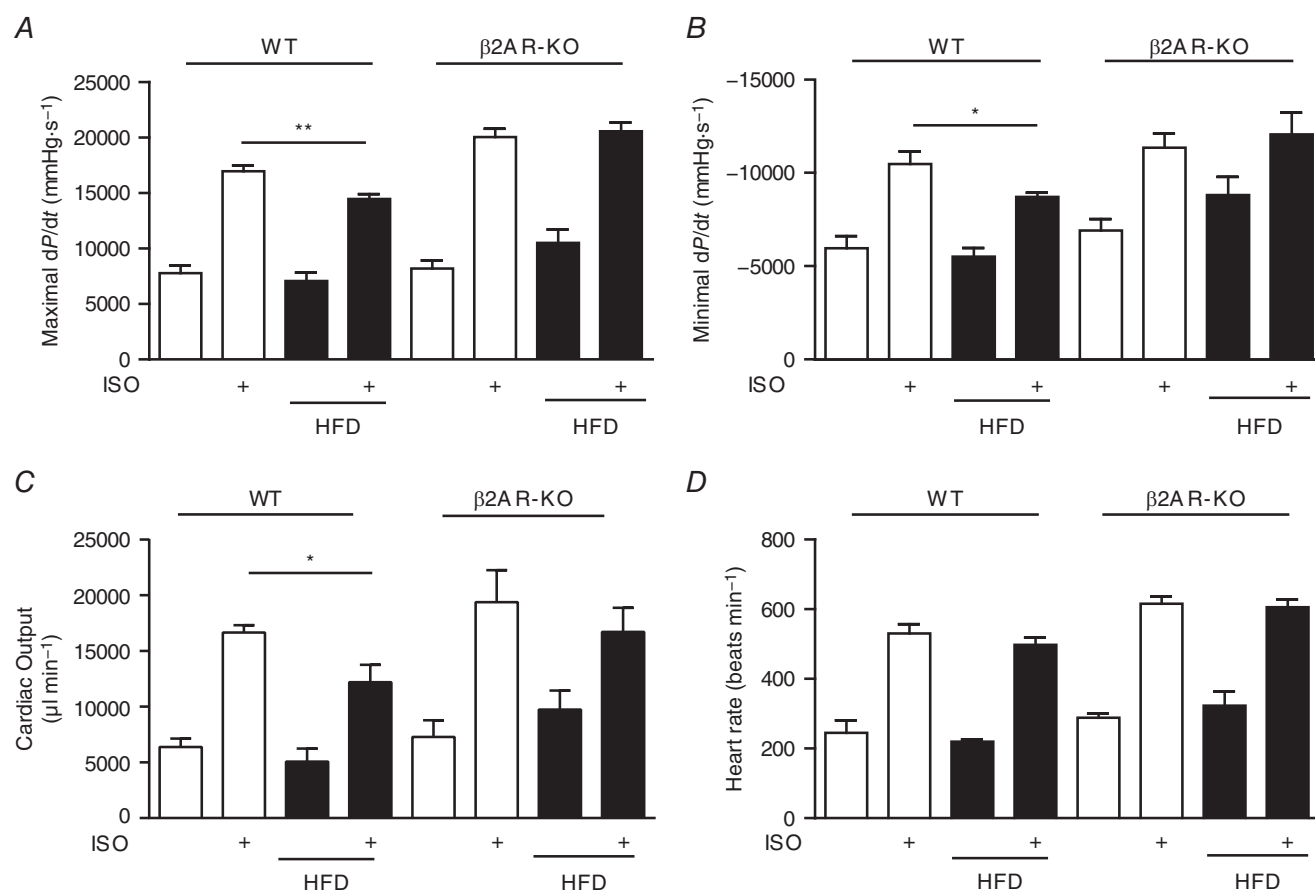 A
WT β2AR-KO
Maximal dP/dt (mmHg·s⁻¹)
25000
20000
15000
10000
5000
0
**
ISO + + + +
HFD HFD
B
WT β2AR-KO
Minimal dP/dt (mmHg·s⁻¹)
−15000
−10000
−5000
0
*
ISO + + + +
HFD HFD
C
WT β2AR-KO
Cardiac Output
(µl min⁻¹)
25000
20000
15000
10000
5000
0
*
ISO + + + +
HFD HFD
D
WT β2AR-KO
Heart rate (beats min⁻¹)
800
600
400
200
0
ISO + + + +
HFD HFD